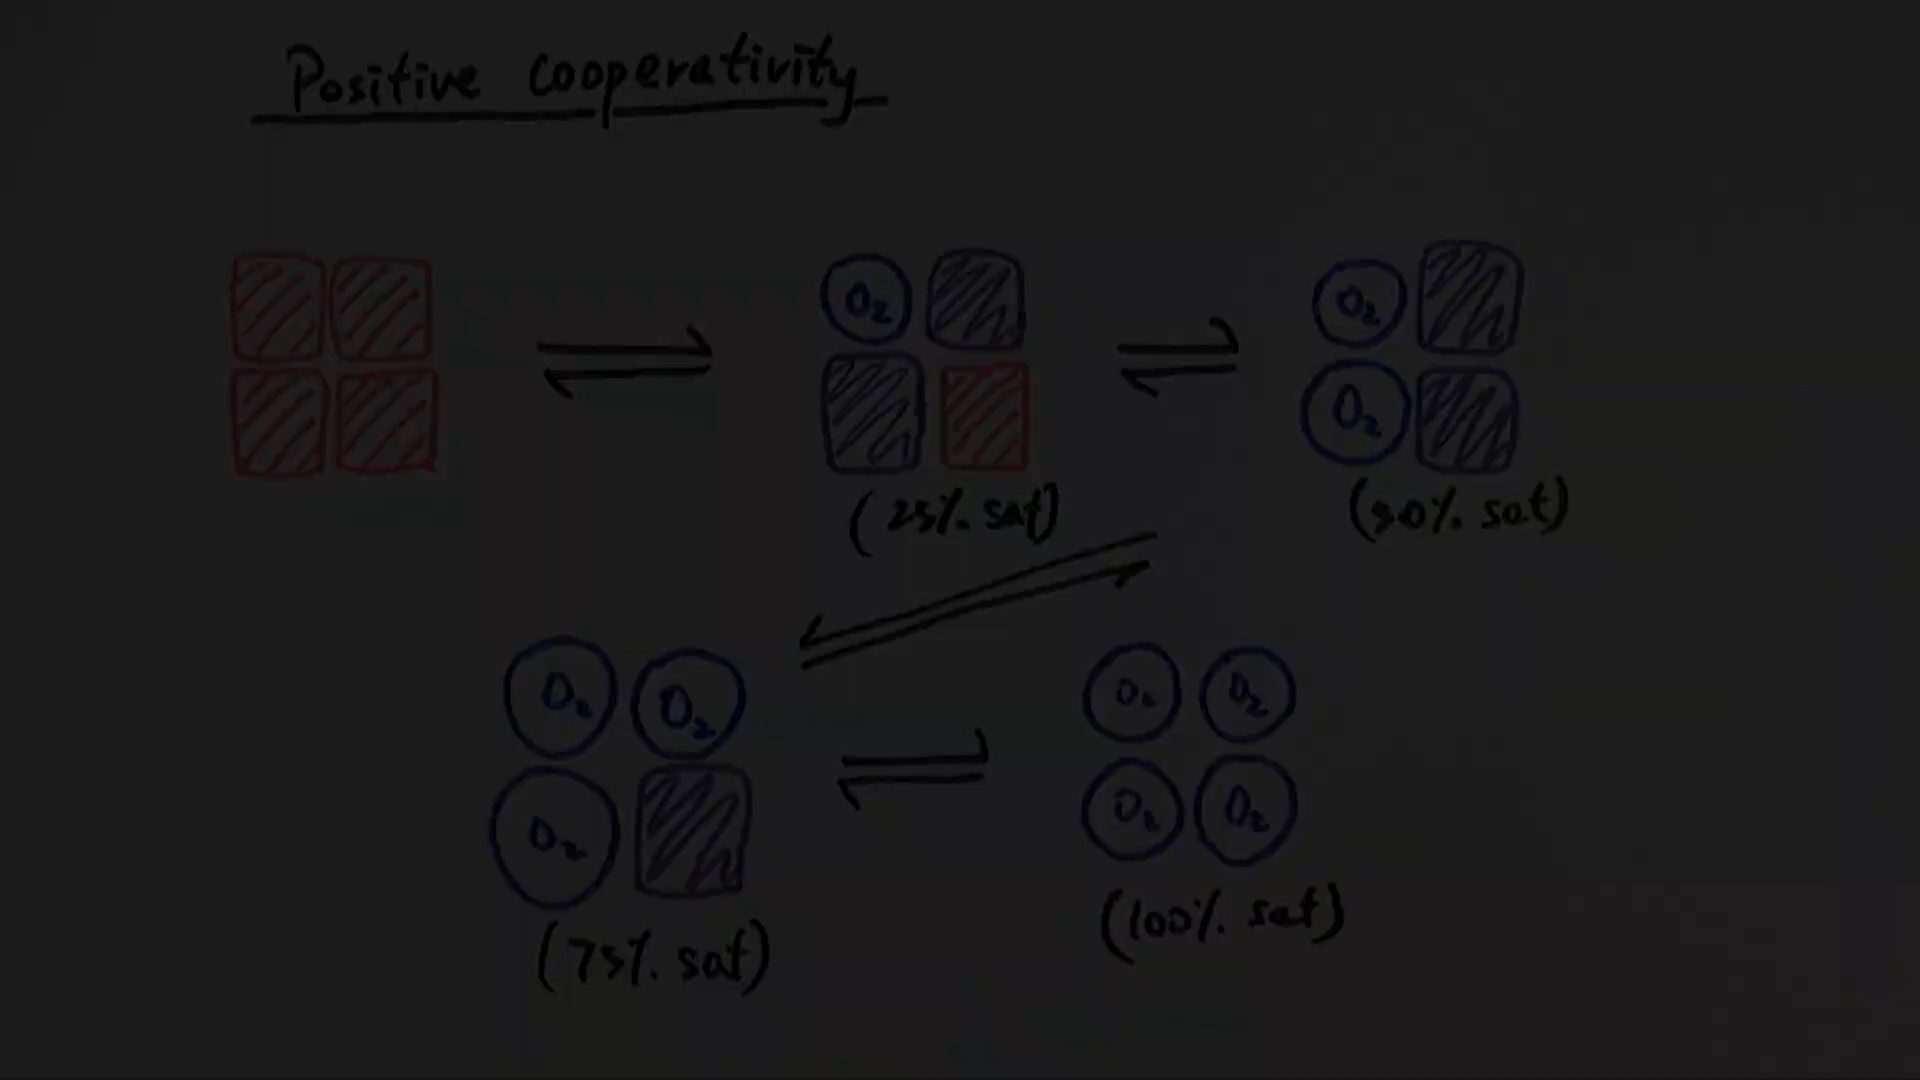 Positive cooperativity
O2 O2
(25% sat) O2 (50% sat)
O2 O2 O2 O2
O2 O2 O2
(75% sat) (100% sat)